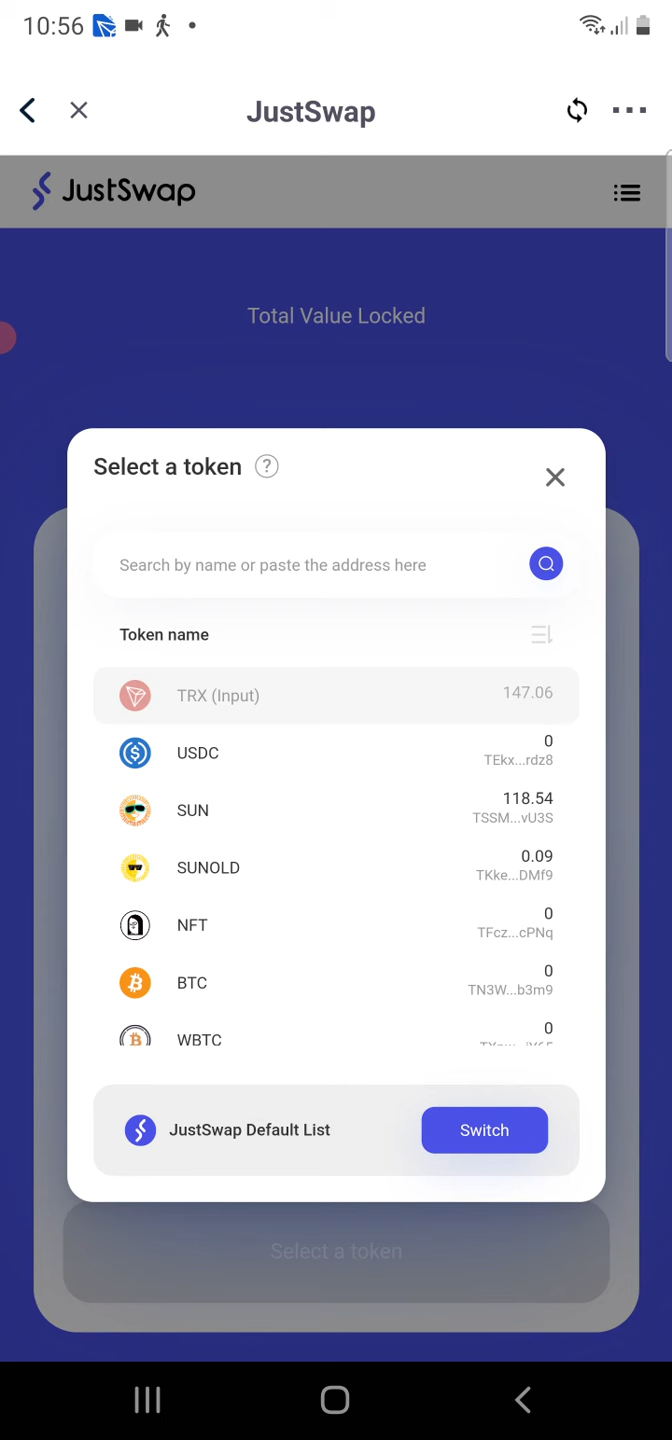 10:56
JustSwap
JustSwap
Total Value Locked
Select a token ?
Search by name or paste the address here
Token name
TRX (Input) 147.06
USDC 0
TEkx...rdz8
SUN 118.54
TSSM...vU3S
SUNOLD 0.09
TKke...DMf9
NFT 0
TFcz...cPNq
BTC 0
TN3W...b3m9
WBTC 0
JustSwap Default List Switch
Select a token